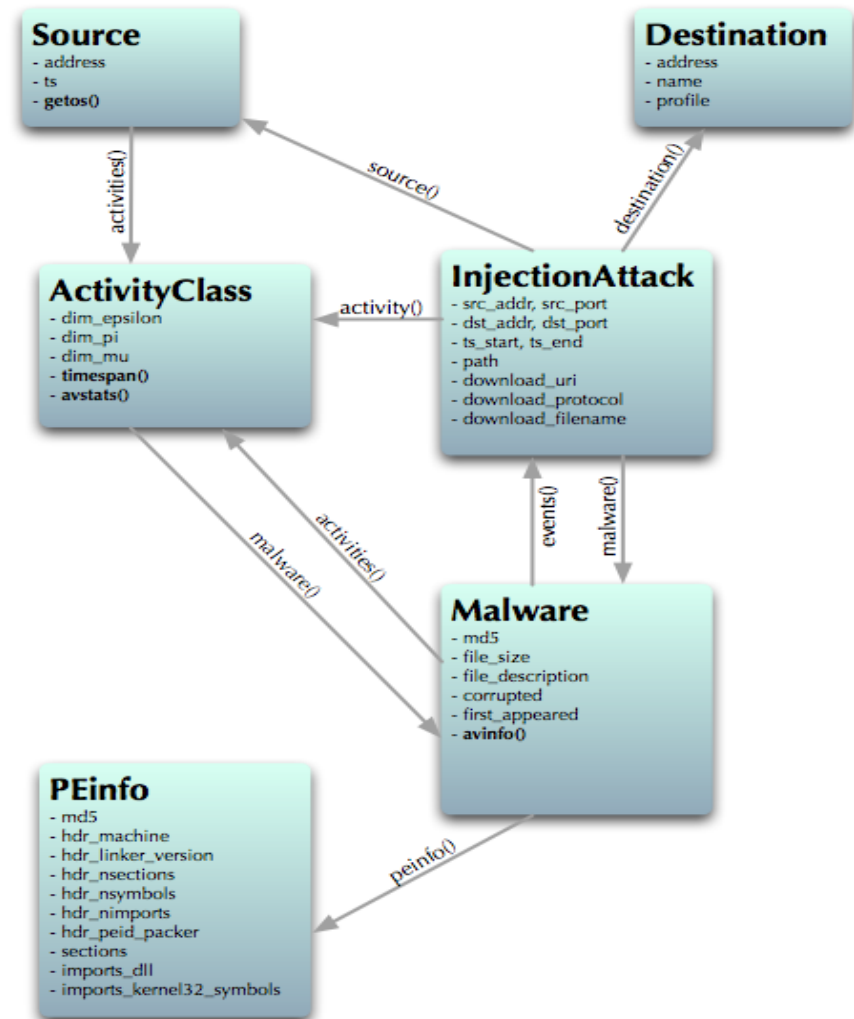 Source
- address
- ts
- getos()
Destination
- address
- name
- profile
activities()
source()
destination()
ActivityClass
- dim_epsilon
- dim_pi
- dim_mu
- timespan()
- avstats()
activity()
InjectionAttack
- src_addr, src_port
- dst_addr, dst_port
- ts_start, ts_end
- path
- download_uri
- download_protocol
- download_filename
malware()
activities()
events()
malware()
Malware
- md5
- file_size
- file_description
- corrupted
- first_appeared
- avinfo()
peinfo()
PEinfo
- md5
- hdr_machine
- hdr_linker_version
- hdr_nsections
- hdr_nsymbols
- hdr_nimports
- hdr_peid_packer
- sections
- imports_dll
- imports_kernel32_symbols